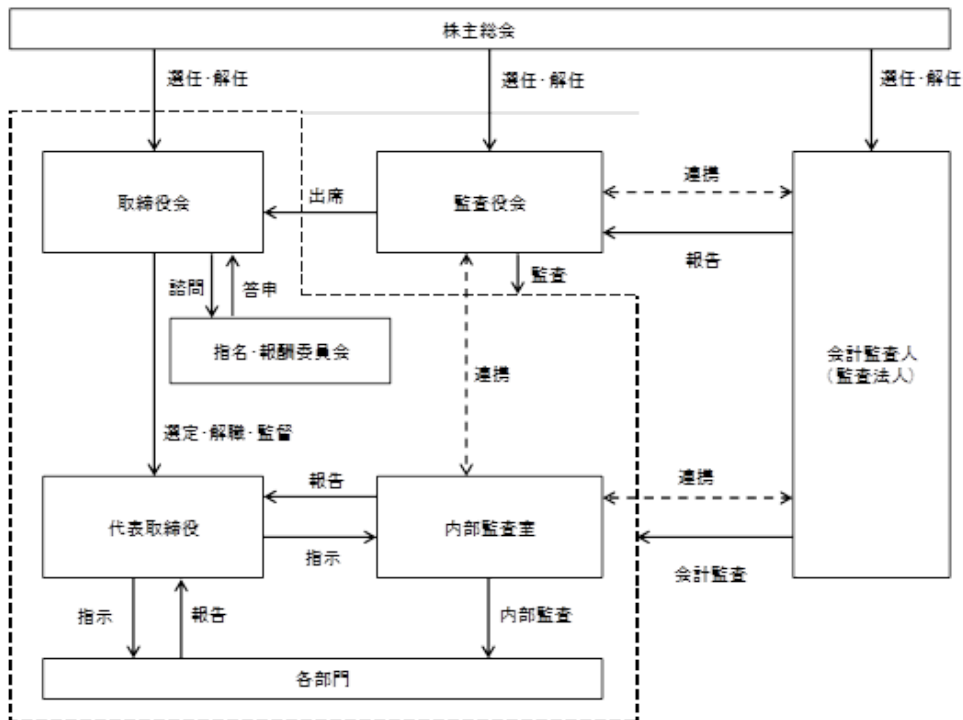 株主総会
選任・解任
選任・解任
選任・解任
取締役会
出席
監査役会
連携
報告
諮問
答申
監査
指名・報酬委員会
連携
会計監査人
(監査法人)
選定・解職・監督
報告
連携
代表取締役
内部監査室
指示
会計監査
指示
報告
内部監査
各部門